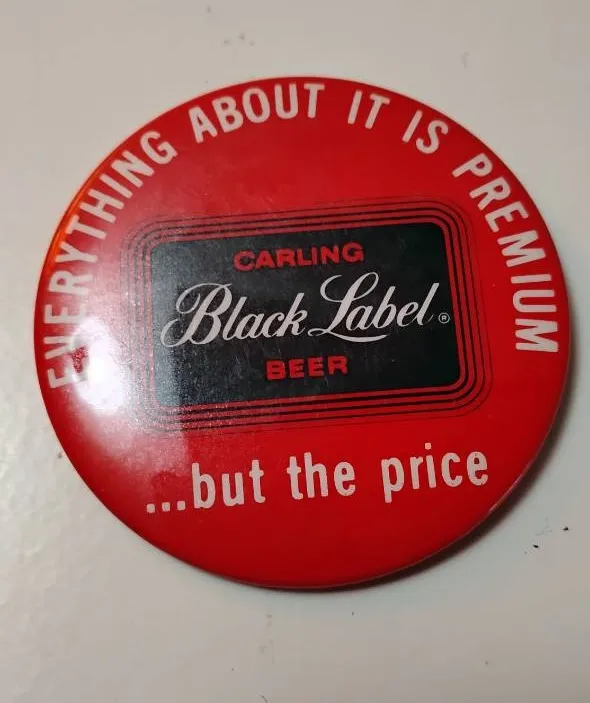 EVERYTHING ABOUT IT IS PREMIUM
CARLING
Black Label®
BEER
...but the price